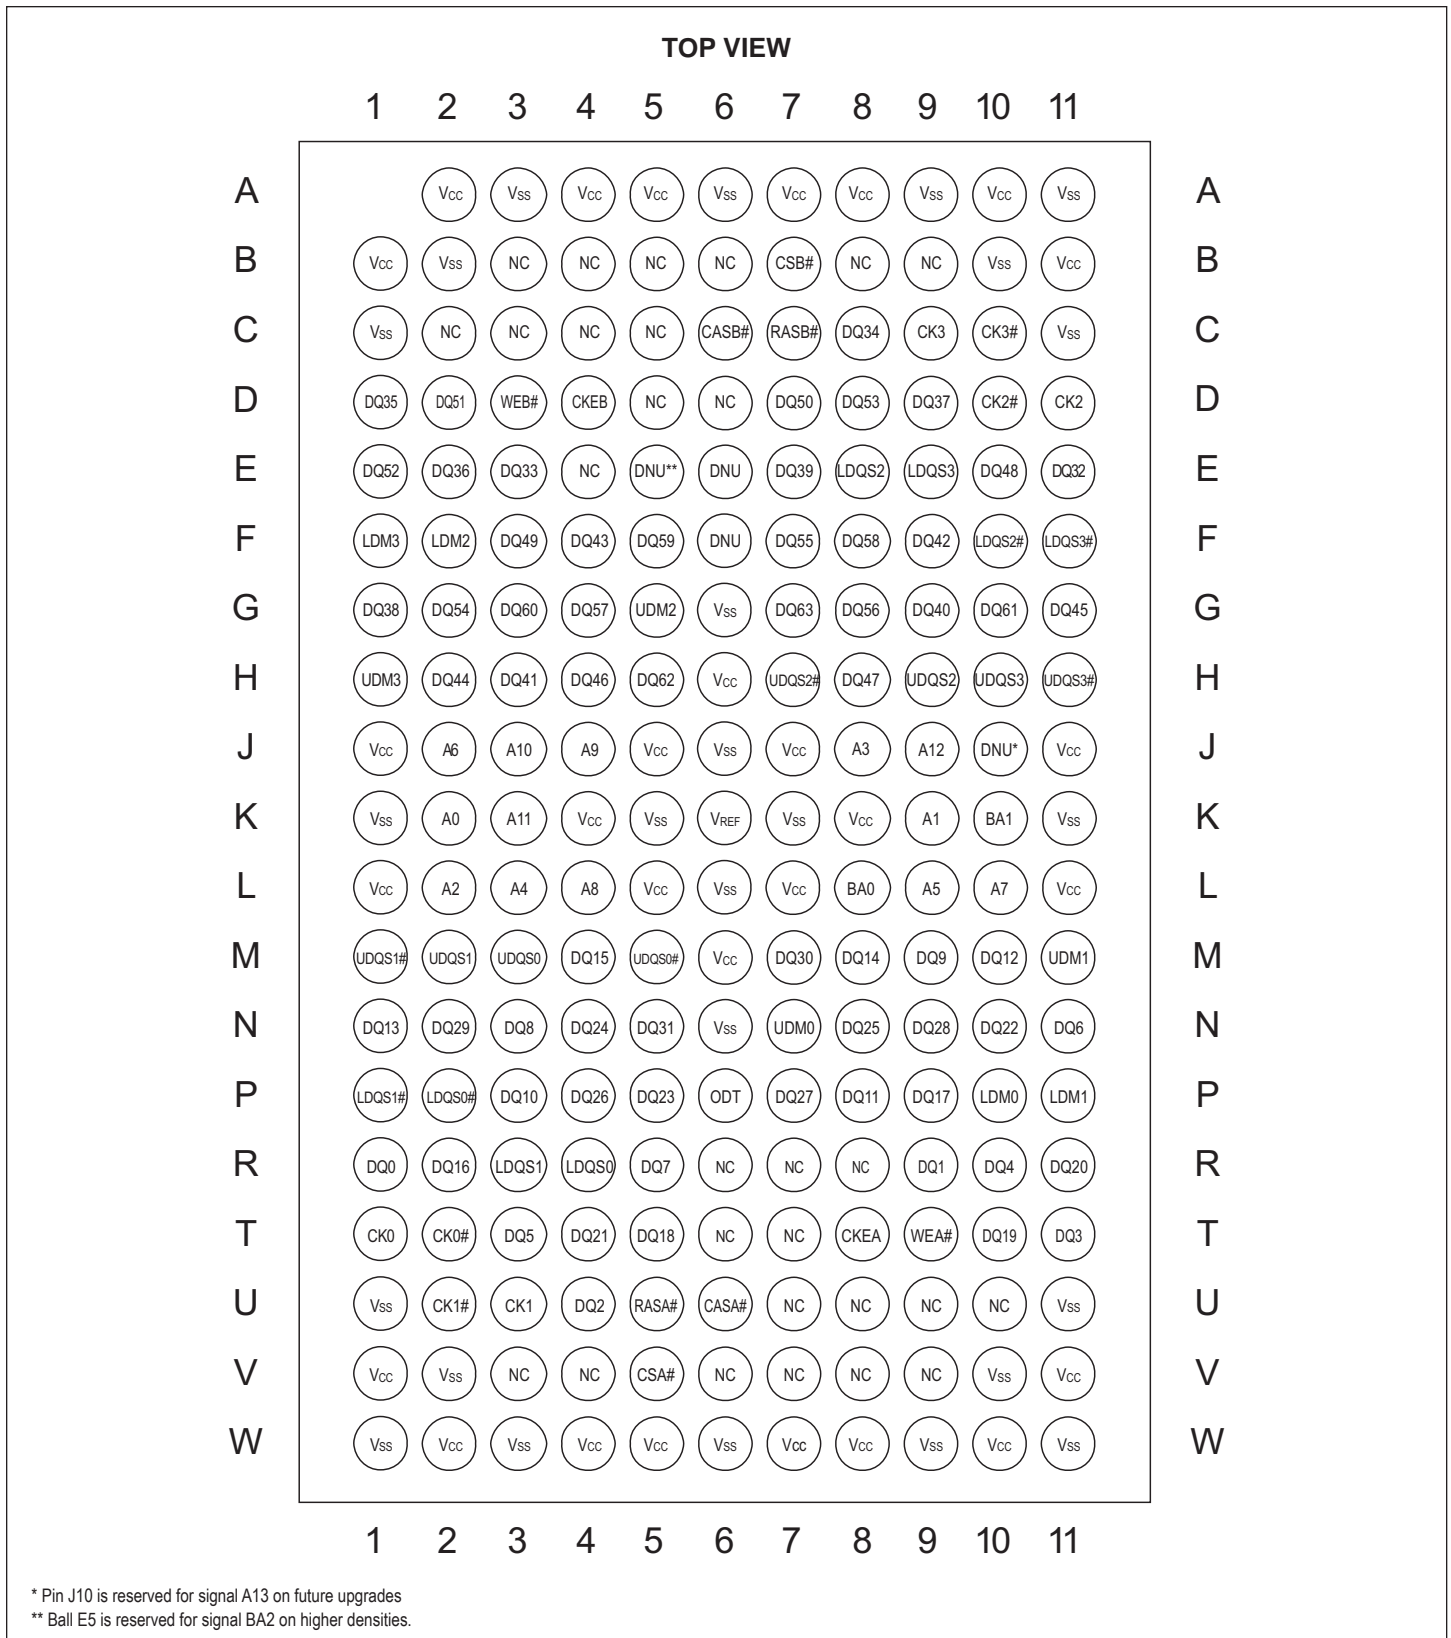 TOP VIEW
1 2 3 4 5 6 7 8 9 10 11
A Vcc Vss Vcc Vcc Vss Vcc Vcc Vss Vcc Vss A
B Vcc Vss NC NC NC NC CSB# NC NC Vss Vcc B
C Vss NC NC NC NC CASB# RASB# DQ34 CK3 CK3# Vss C
D DQ35 DQ51 WEB# CKEB NC NC DQ50 DQ53 DQ37 CK2# CK2 D
E DQ52 DQ36 DQ33 NC DNU** DNU DQ39 LDQS2 LDQS3 DQ48 DQ32 E
F LDM3 LDM2 DQ49 DQ43 DQ59 DNU DQ55 DQ58 DQ42 LDQS2# LDQS3# F
G DQ38 DQ54 DQ60 DQ57 UDM2 Vss DQ63 DQ56 DQ40 DQ61 DQ45 G
H UDM3 DQ44 DQ41 DQ46 DQ62 Vcc UDQS2# DQ47 UDQS2 UDQS3 UDQS3# H
J Vcc A6 A10 A9 Vcc Vss Vcc A3 A12 DNU* Vcc J
K Vss A0 A11 Vcc Vss VREF Vss Vcc A1 BA1 Vss K
L Vcc A2 A4 A8 Vcc Vss Vcc BA0 A5 A7 Vcc L
M UDQS1# UDQS1 UDQS0 DQ15 UDQS0# Vcc DQ30 DQ14 DQ9 DQ12 UDM1 M
N DQ13 DQ29 DQ8 DQ24 DQ31 Vss UDM0 DQ25 DQ28 DQ22 DQ6 N
P LDQS1# LDQS0# DQ10 DQ26 DQ23 ODT DQ27 DQ11 DQ17 LDM0 LDM1 P
R DQ0 DQ16 LDQS1 LDQS0 DQ7 NC NC NC DQ1 DQ4 DQ20 R
T CK0 CK0# DQ5 DQ21 DQ18 NC NC CKEA WEA# DQ19 DQ3 T
U Vss CK1# CK1 DQ2 RASA# CASA# NC NC NC NC Vss U
V Vcc Vss NC NC CSA# NC NC NC NC Vss Vcc V
W Vss Vcc Vss Vcc Vcc Vss Vcc Vcc Vss Vcc Vss W
1 2 3 4 5 6 7 8 9 10 11
* Pin J10 is reserved for signal A13 on future upgrades
** Ball E5 is reserved for signal BA2 on higher densities.